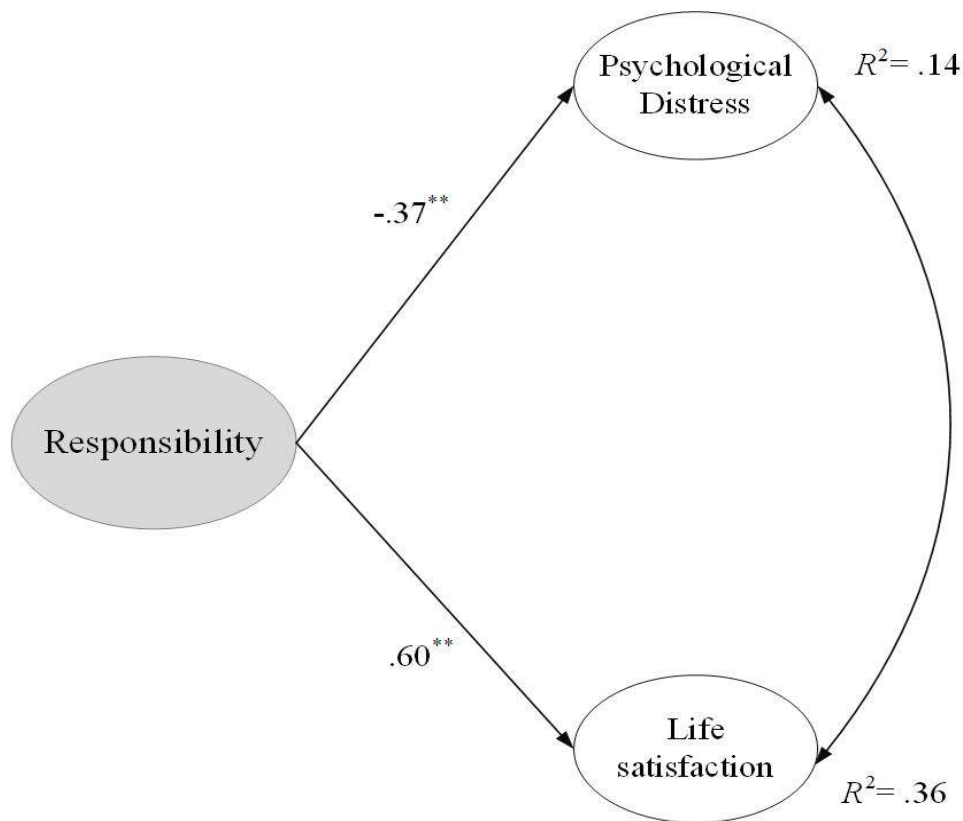 Psychological
Distress
R²= .14
-.37**
Responsibility
.60**
Life
satisfaction
R²= .36